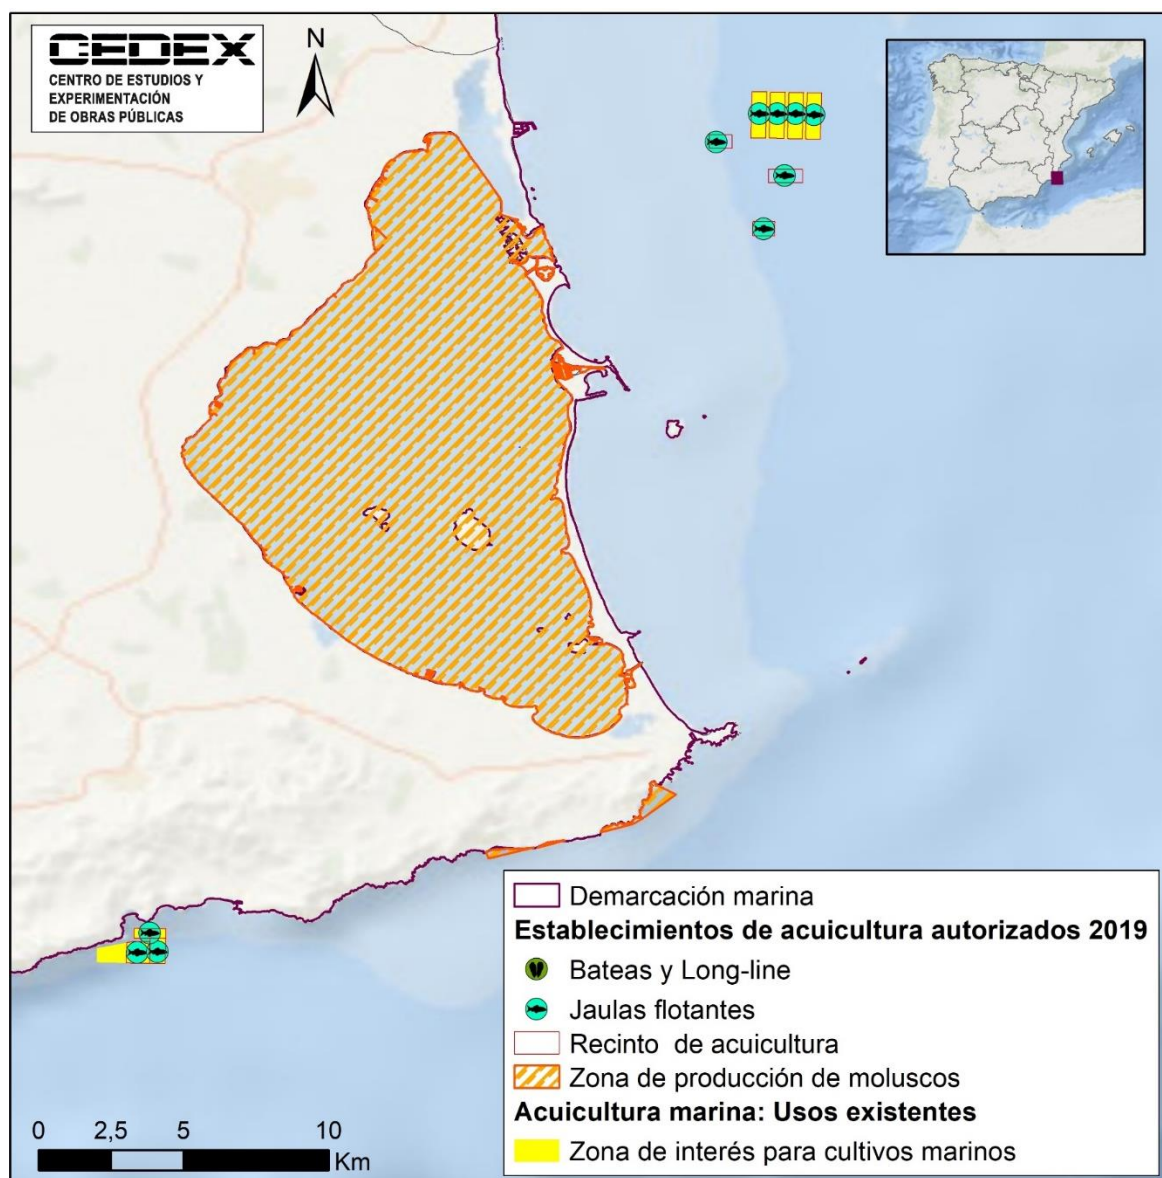 CEDEX
CENTRO DE ESTUDIOS Y
EXPERIMENTACIÓN
DE OBRAS PÚBLICAS
N
Demarcación marina
Establecimientos de acuicultura autorizados 2019
Bateas y Long-line
Jaulas flotantes
Recinto de acuicultura
Zona de producción de moluscos
Acuicultura marina: Usos existentes
Zona de interés para cultivos marinos
0 2,5 5 10
Km